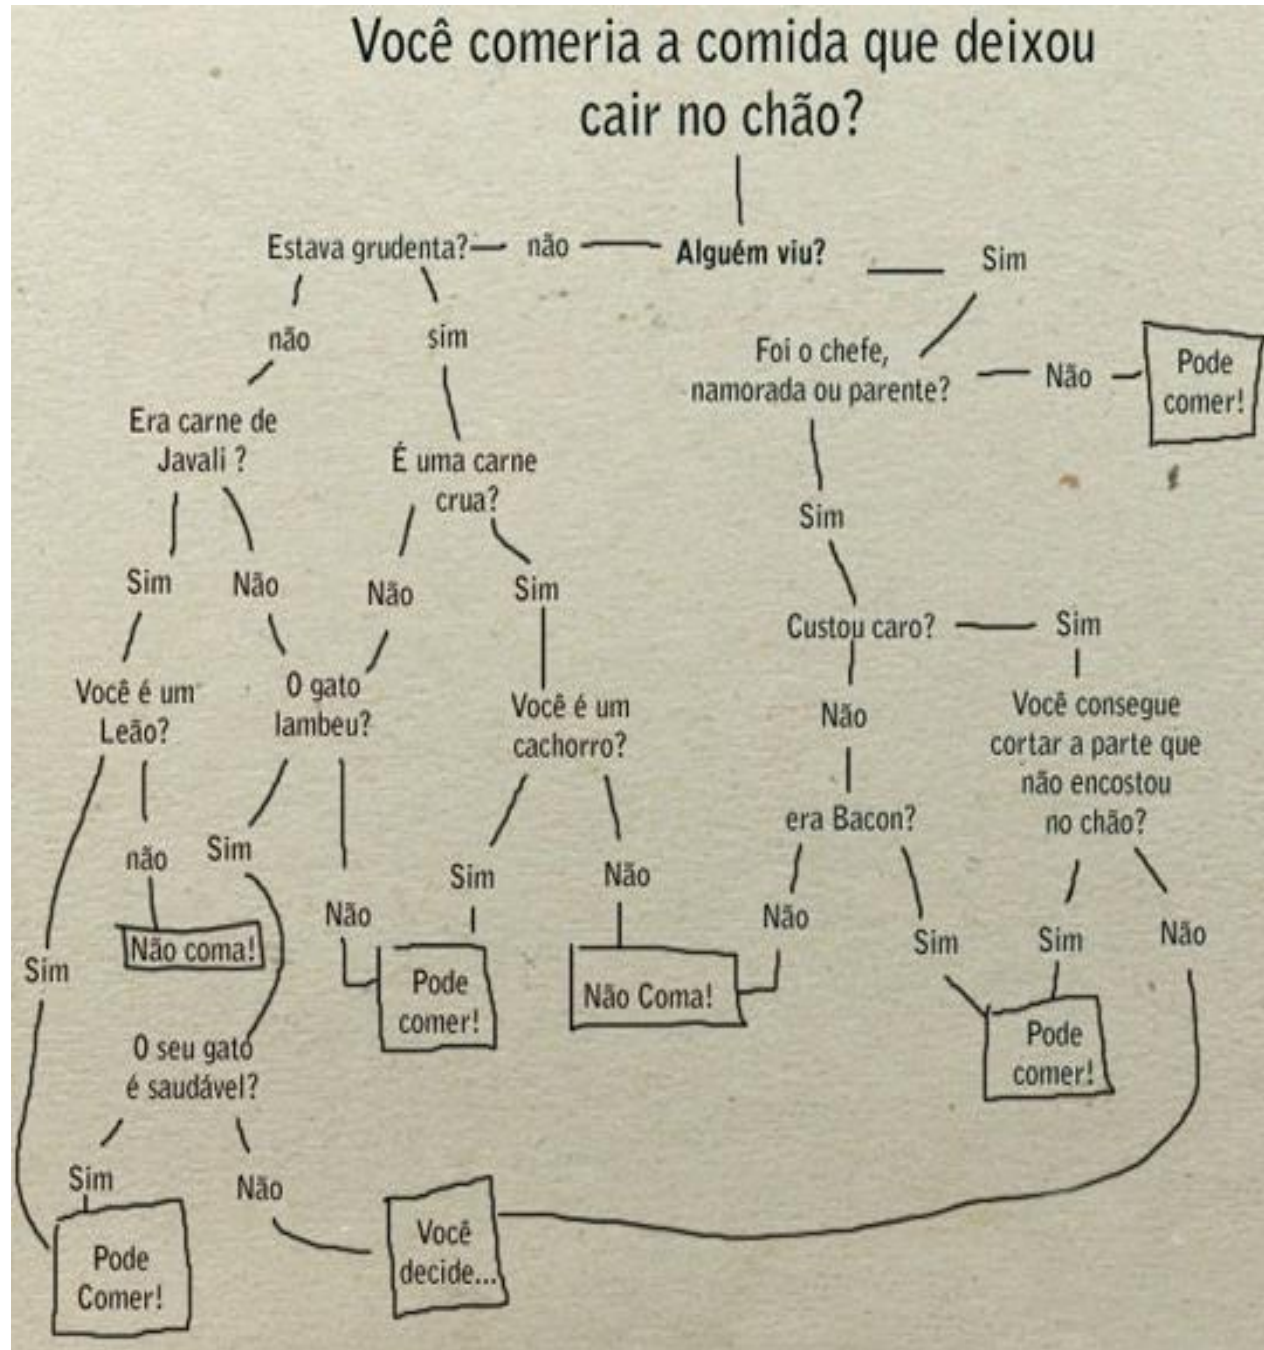 Você comeria a comida que deixou
cair no chão?
Estava grudenta?
não
Alguém viu?
Sim
não
sim
Foi o chefe,
namorada ou parente?
Não
Pode
comer!
Era carne de
Javali ?
É uma carne
crua?
Sim
Sim
Não
Não
Sim
Custou caro?
Sim
Você é um
Leão?
O gato
lambeu?
Você é um
cachorro?
Não
Você consegue
cortar a parte que
não encostou
no chão?
era Bacon?
não
Sim
Sim
Não
Não
Não
Sim
Sim
Não
Sim
Não coma!
Pode
comer!
Não Coma!
Pode
comer!
O seu gato
é saudável?
Sim
Não
Você
decide...
Pode
Comer!